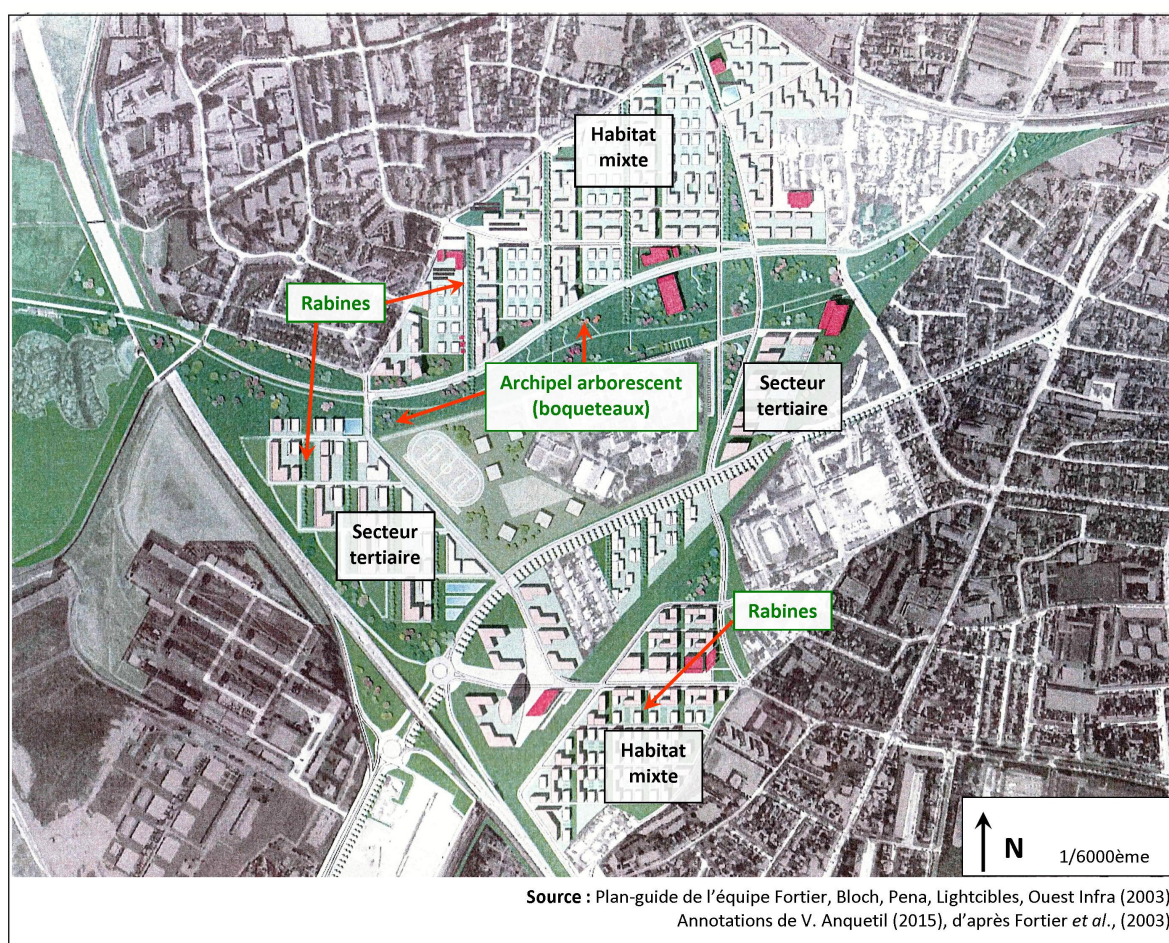 Habitat
mixte
Rabines
Archipel arborescent
(boqueteaux)
Secteur
tertiaire
Secteur
tertiaire
Rabines
Habitat
mixte
N
1/6000ème
Source : Plan-guide de l'équipe Fortier, Bloch, Pena, Lightcibles, Ouest Infra (2003)
Annotations de V. Anquetil (2015), d'après Fortier et al., (2003)